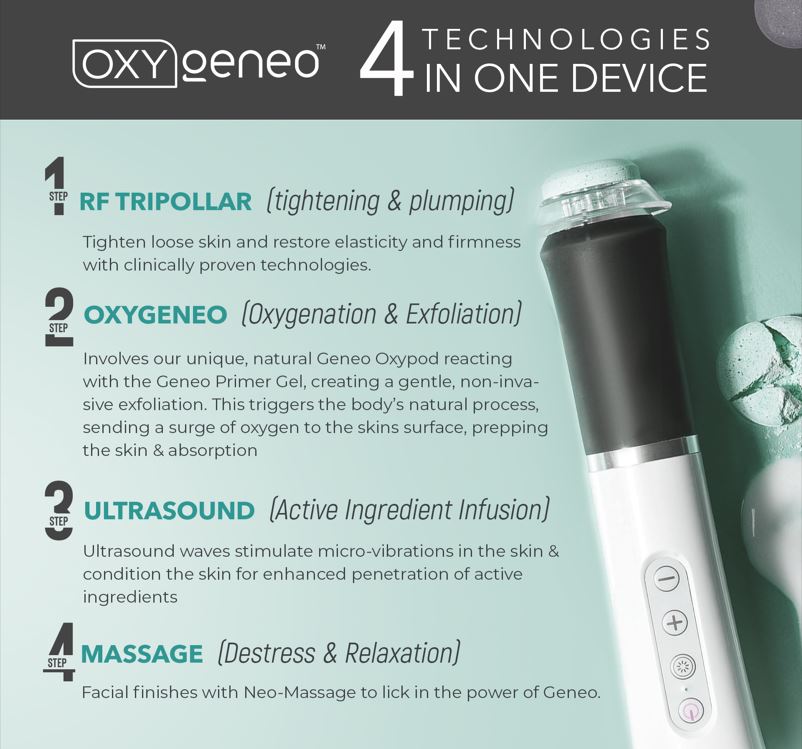 OXYgeneo™
4 TECHNOLOGIES
IN ONE DEVICE
1 STEP RF TRIPOLLAR (tightening & plumping)
Tighten loose skin and restore elasticity and firmness
with clinically proven technologies.
2 STEP OXYGENEO (Oxygenation & Exfoliation)
Involves our unique, natural Geneo Oxypod reacting
with the Geneo Primer Gel, creating a gentle, non-inva-
sive exfoliation. This triggers the body's natural process,
sending a surge of oxygen to the skins surface, prepping
the skin & absorption
3 STEP ULTRASOUND (Active Ingredient Infusion)
Ultrasound waves stimulate micro-vibrations in the skin &
condition the skin for enhanced penetration of active
ingredients
4 STEP MASSAGE (Destress & Relaxation)
Facial finishes with Neo-Massage to lick in the power of Geneo.